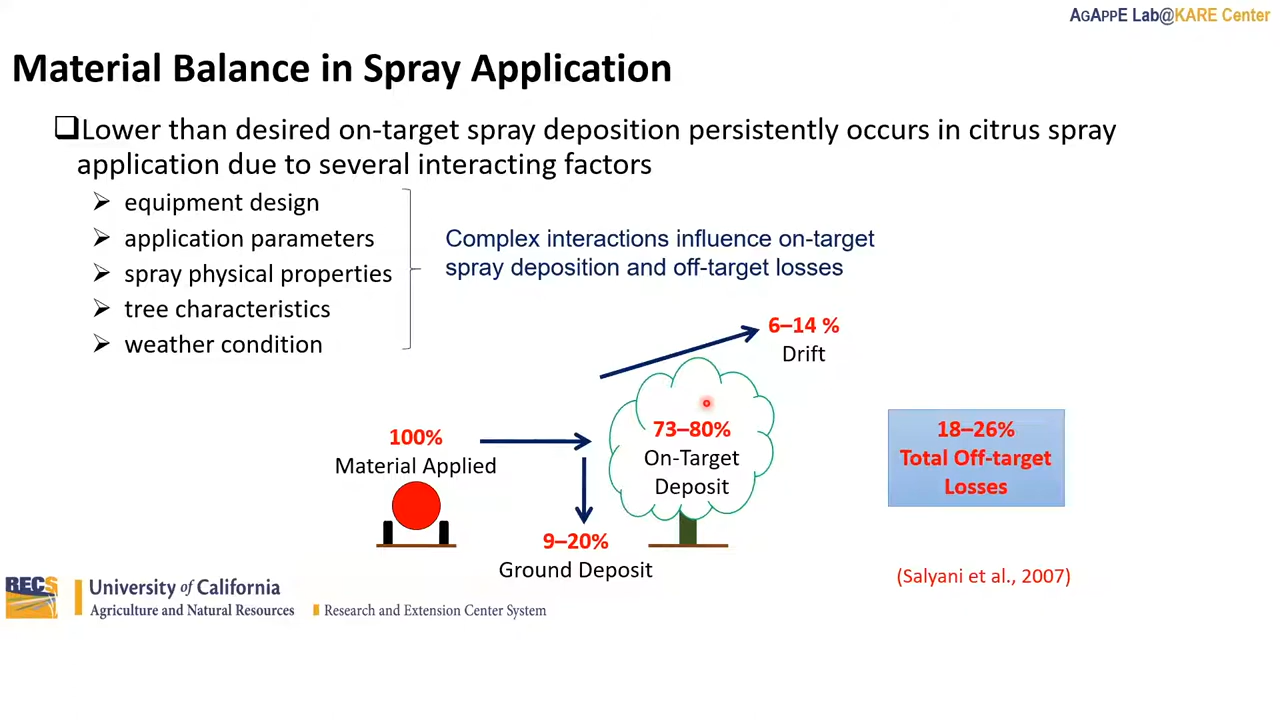 AgAppE Lab@KARE Center
Material Balance in Spray Application
Lower than desired on-target spray deposition persistently occurs in citrus spray
application due to several interacting factors
equipment design
application parameters
spray physical properties
tree characteristics
weather condition
Complex interactions influence on-target
spray deposition and off-target losses
6–14 %
Drift
100%
Material Applied
73–80%
On-Target
Deposit
9–20%
Ground Deposit
18–26%
Total Off-target
Losses
(Salyani et al., 2007)
RECS
University of California
Agriculture and Natural Resources
Research and Extension Center System